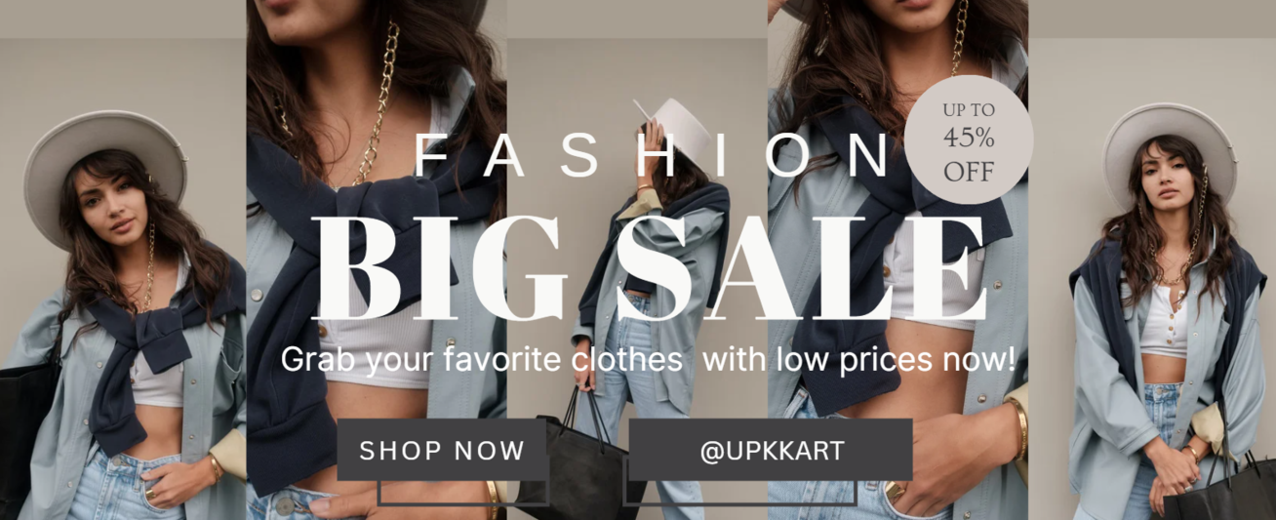 FASHION
UP TO
45%
OFF
BIG SALE
Grab your favorite clothes  with low prices now!
SHOP NOW
@UPKKART